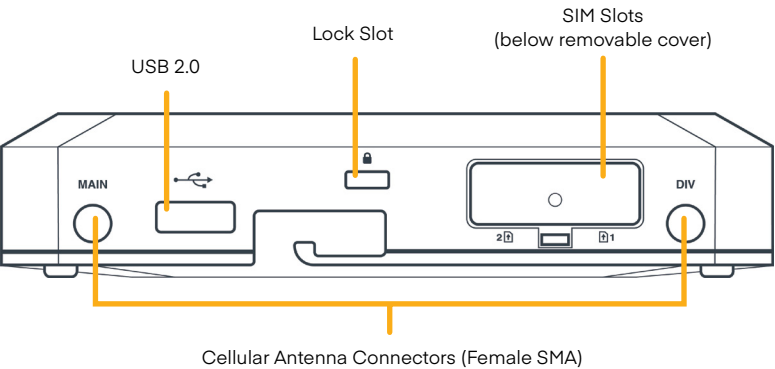 SIM Slots
(below removable cover)
Lock Slot
USB 2.0
MAIN
DIV
2
1
Cellular Antenna Connectors (Female SMA)